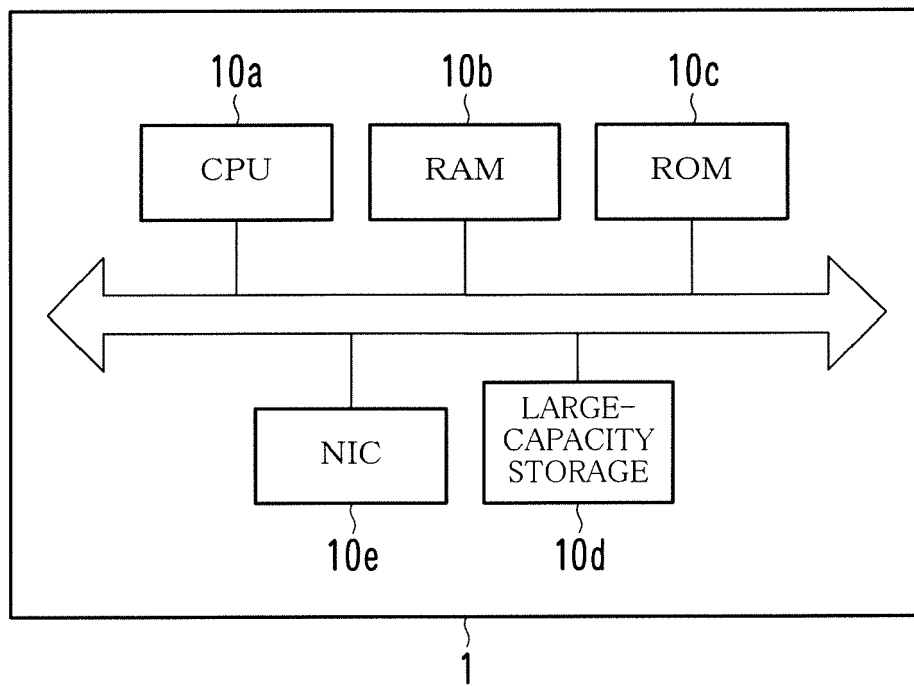 10a
10b
10c
CPU
RAM
ROM
NIC
LARGE-
CAPACITY
STORAGE
10e
10d
1